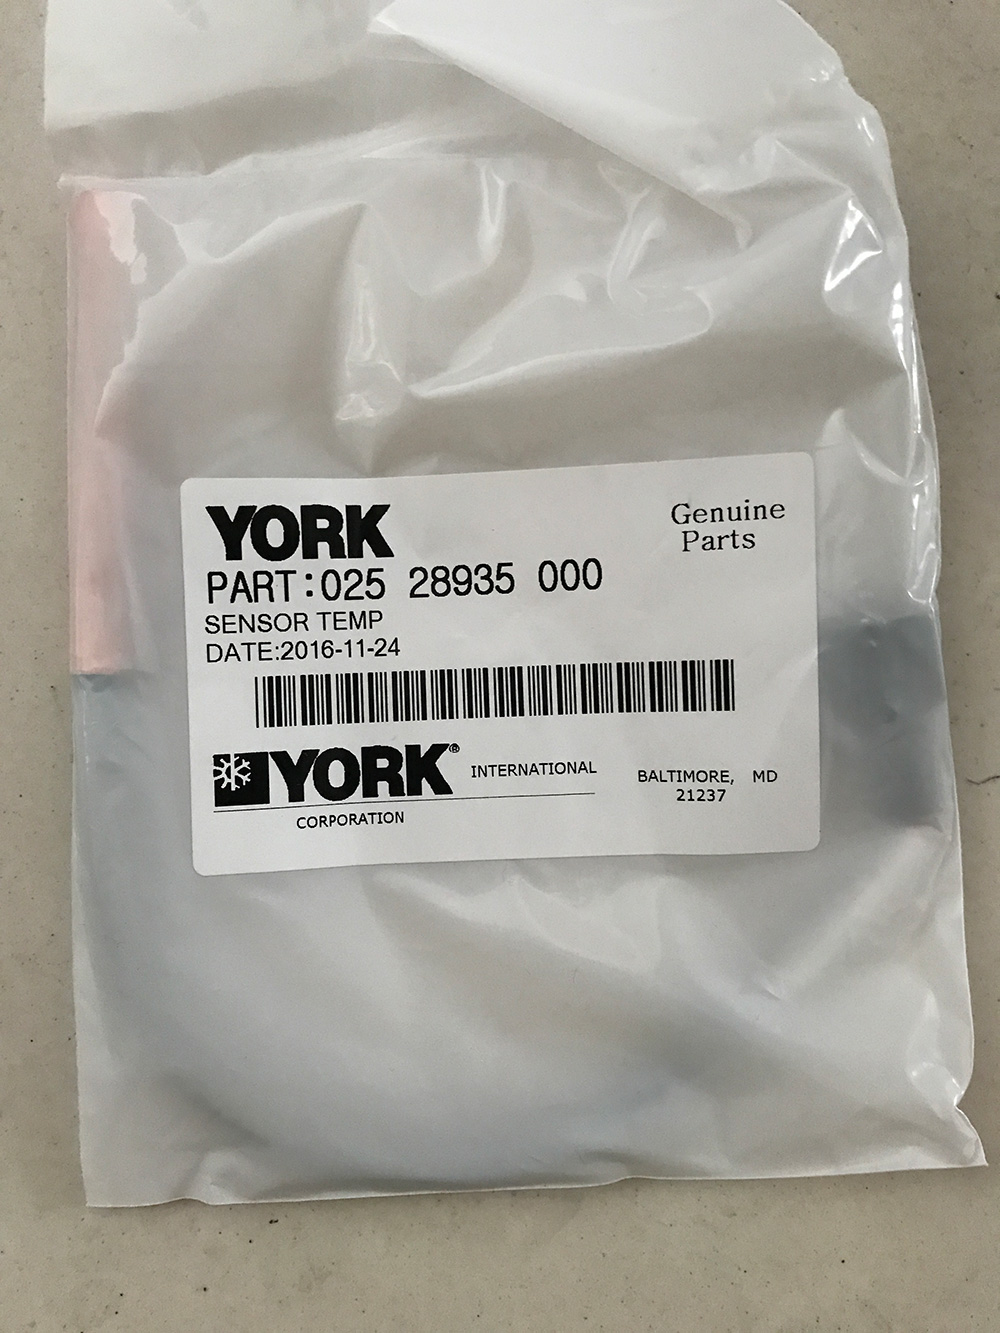 YORK
Genuine
Parts
PART:025 28935 000
SENSOR TEMP
DATE:2016-11-24
YORK® INTERNATIONAL
CORPORATION
BALTIMORE, MD
21237